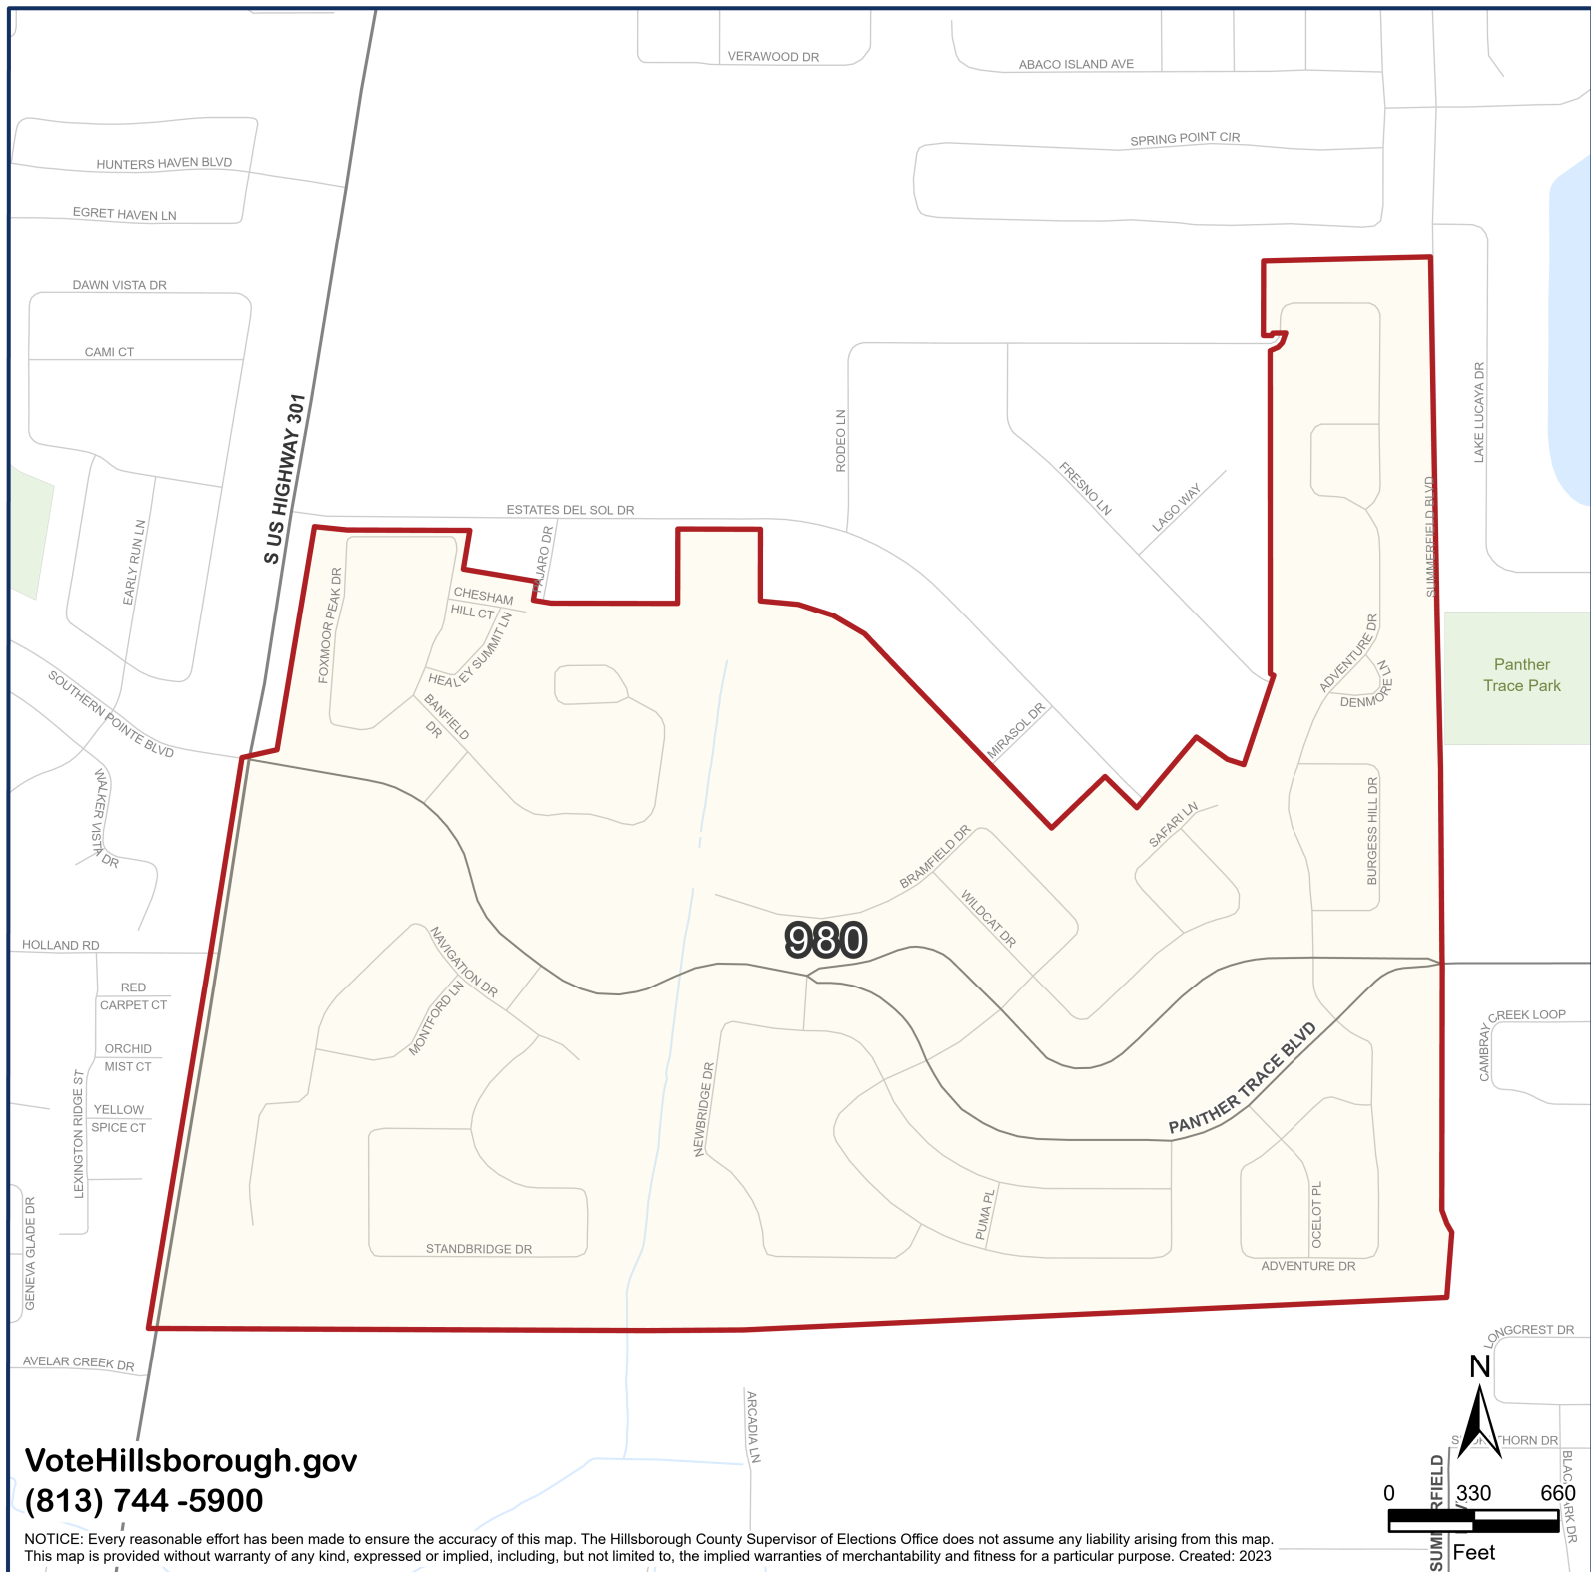 VERAWOOD DR
ABACO ISLAND AVE
SPRING POINT CIR
HUNTERS HAVEN BLVD
EGRET HAVEN LN
DAWN VISTA DR
CAMI CT
S US HIGHWAY 301
RODEO LN
LAKE LUCAYA DR
FRESNO LN
LAGO WAY
SUMMERFIELD BLVD
ESTATES DEL SOL DR
PAJARO DR
EARLY RUN LN
FOXMOOR PEAK DR
CHESHAM
HILL CT
HEALEY SUMMIT LN
BANFIELD
DR
ADVENTURE DR
DENMORE LN
Panther
Trace Park
SOUTHERN POINTE BLVD
MIRASOL DR
WALKER VISTA DR
SAFARI LN
BURGESS HILL DR
BRAMFIELD DR
WILDCAT DR
980
HOLLAND RD
NAVIGATION DR
MONTFORD LN
RED
CARPET CT
ORCHID
MIST CT
YELLOW
SPICE CT
LEXINGTON RIDGE ST
CAMBRAY CREEK LOOP
PANTHER TRACE BLVD
NEWBRIDGE DR
PUMA PL
OCELOT PL
GENEVA GLADE DR
STANDBRIDGE DR
ADVENTURE DR
LONGCREST DR
AVELAR CREEK DR
ARCADIA LN
N
VoteHillsborough.gov
(813) 744 -5900
THORN DR
0 330 660
Feet
NOTICE: Every reasonable effort has been made to ensure the accuracy of this map. The Hillsborough County Supervisor of Elections Office does not assume any liability arising from this map.
This map is provided without warranty of any kind, expressed or implied, including, but not limited to, the implied warranties of merchantability and fitness for a particular purpose. Created: 2023